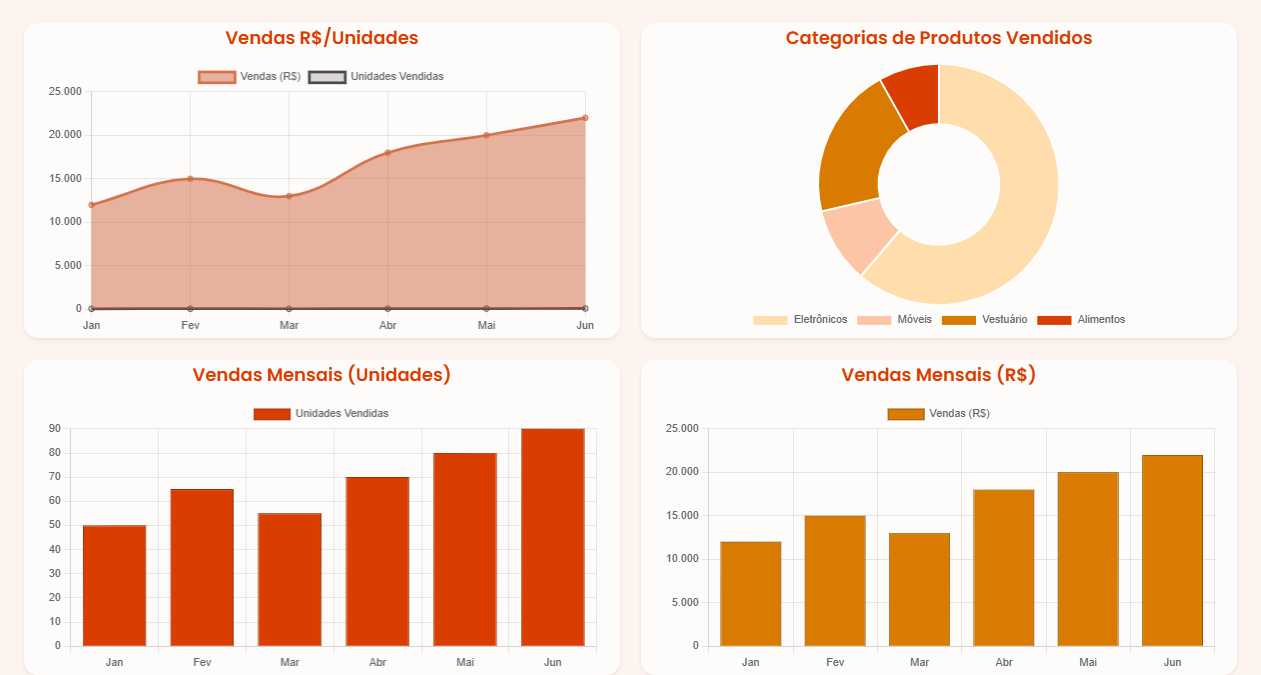 Vendas R$/Unidades
Vendas (R$) Unidades Vendidas
25.000
20.000
15.000
10.000
5.000
0
Jan Fev Mar Abr Mai Jun
Categorias de Produtos Vendidos
Eletrônicos Móveis Vestuário Alimentos
Vendas Mensais (Unidades)
Unidades Vendidas
90
80
70
60
50
40
30
20
10
0
Jan Fev Mar Abr Mai Jun
Vendas Mensais (R$)
Vendas (R$)
25.000
20.000
15.000
10.000
5.000
0
Jan Fev Mar Abr Mai Jun